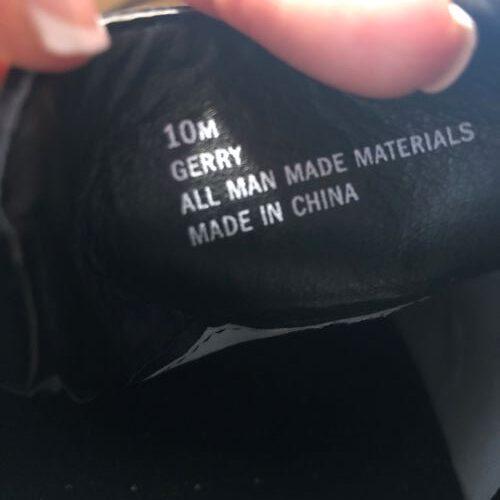 10M
GERRY
ALL MAN MADE MATERIALS
MADE IN CHINA